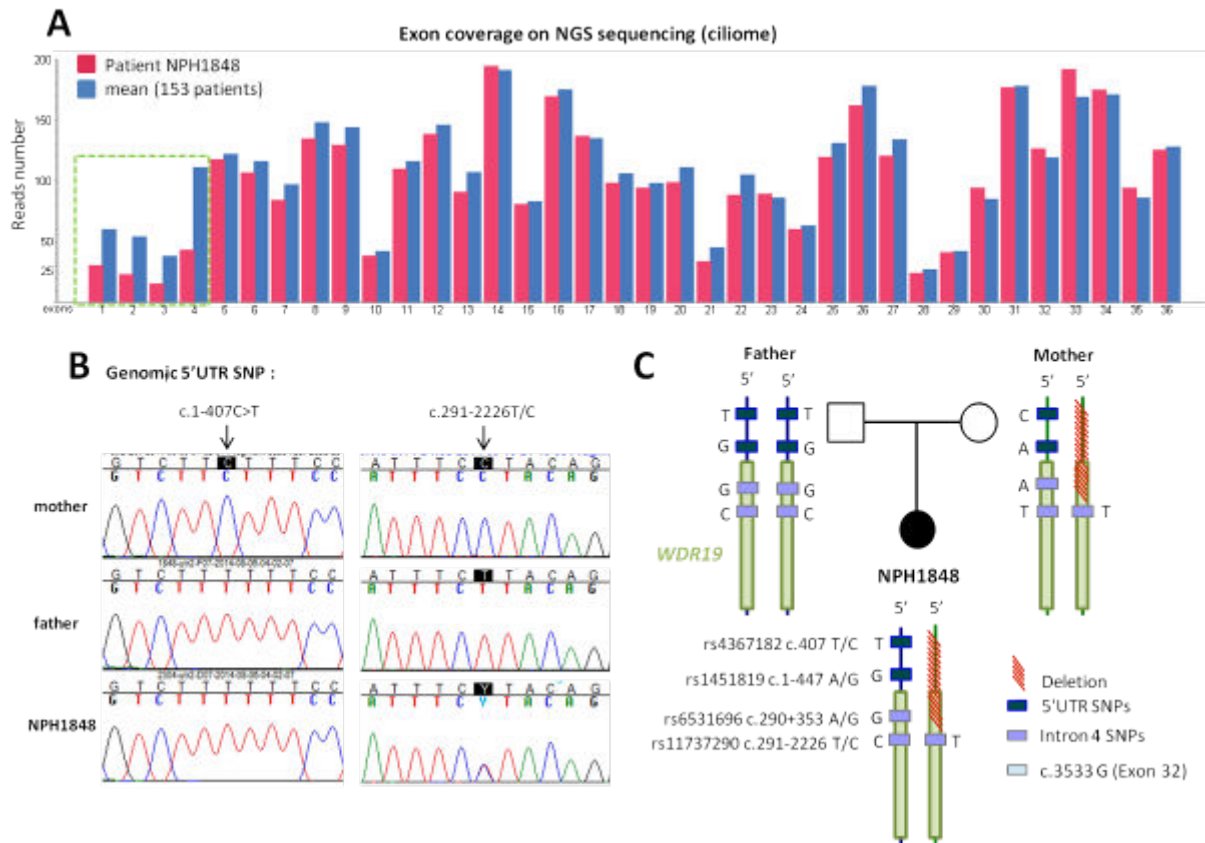 A
Exon coverage on NGS sequencing (ciliome)
Patient NPH1848
mean (153 patients)
Reads number
200
150
100
50
25
exons 1 2 3 4 5 6 7 8 9 10 11 12 13 14 15 16 17 18 19 20 21 22 23 24 25 26 27 28 29 30 31 32 33 34 35 36
B
Genomic 5'UTR SNP :
c.1-407C>T
c.291-2226T/C
mother
G T C T T C T T T C C
G T C T T C T T T C C
A T T T C C T A C A G
A T T T C C T A C A G
father
G T C T T T T T T C C
G T C T T T T T T C C
A T T T C T T A C A G
A T T T C T T A C A G
NPH1848
G T C T T T T T T C C
G T C T T T T T T C C
A T T T C Y T A C A G
A T T T C Y T A C A G
C
Father
Mother
5' 5'
5' 5'
T T
G G
G G
C C
C
A
A
T T
WDR19
NPH1848
5' 5'
rs4367182 c.407 T/C T
rs1451819 c.1-447 A/G G
rs6531696 c.290+353 A/G G
rs11737290 c.291-2226 T/C C T
Deletion
5'UTR SNPs
Intron 4 SNPs
c.3533 G (Exon 32)